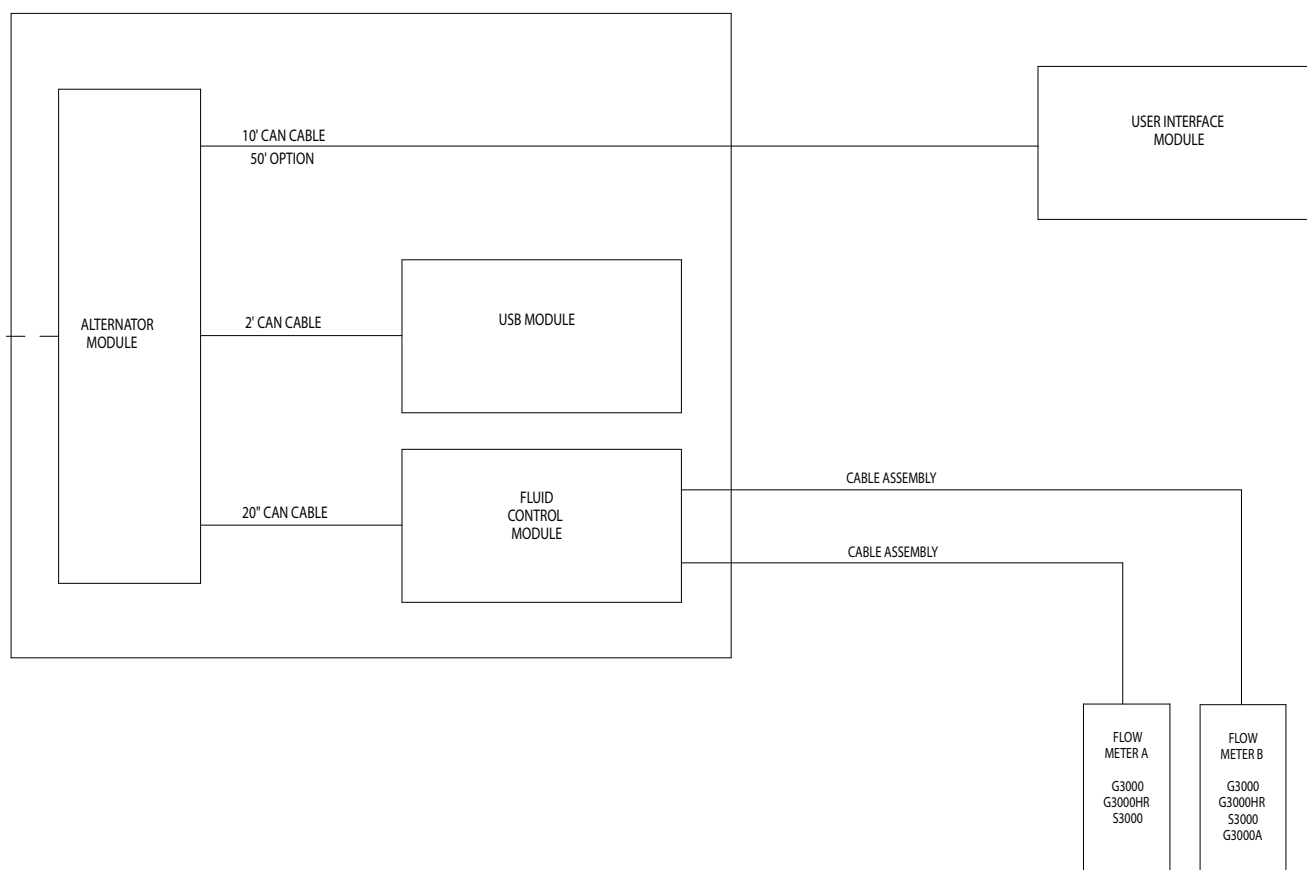 10' CAN CABLE
50' OPTION
USER INTERFACE
MODULE
ALTERNATOR
MODULE
2' CAN CABLE
USB MODULE
20" CAN CABLE
FLUID
CONTROL
MODULE
CABLE ASSEMBLY
CABLE ASSEMBLY
FLOW
METER A
G3000
G3000HR
S3000
FLOW
METER B
G3000
G3000HR
S3000
G3000A